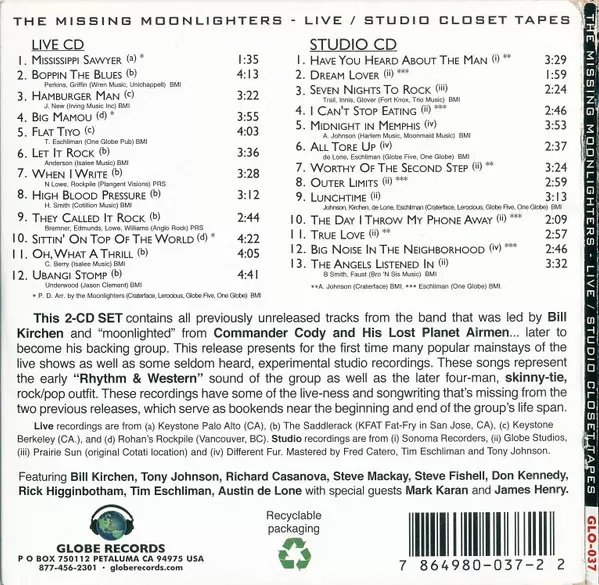 THE MISSING MOONLIGHTERS - LIVE / STUDIO CLOSET TAPES
LIVE CD
1. MISSISSIPPI SAWYER (a) * 1:35
2. BOPPIN THE BLUES (b) 4:13
Perkins, Griffin (Wren Music, Unichappell) BMI
3. HAMBURGER MAN (c) 3:22
J. New (Irving Music Inc) BMI
4. BIG MAMOU (d) * 3:55
5. FLAT TIYO (c) 4:03
T. Eschliman (One Globe Pub) BMI
6. LET IT ROCK (b) 3:36
Anderson (Isalee Music) BMI
7. WHEN I WRITE (b) 3:28
N Lowe, Rockpile (Plangent Visions) PRS
8. HIGH BLOOD PRESSURE (b) 3:12
H. Smith (Cotillion Music) BMI
9. THEY CALLED IT ROCK (b) 2:44
Bremner, Edmunds, Lowe, Williams (Anglo Rock) PRS
10. SITTIN' ON TOP OF THE WORLD (d) * 4:22
11. OH, WHAT A THRILL (b) 4:05
C. Berry (Isalee Music) BMI
12. UBANGI STOMP (b) 4:41
Underwood (Jason Clement) BMI
* P. D. Arr. by the Moonlighters (Craterface, Lerocious, Globe Five, One Globe) BMI
STUDIO CD
1. HAVE YOU HEARD ABOUT THE MAN (i) ** 3:29
2. DREAM LOVER (ii) *** 1:59
3. SEVEN NIGHTS TO ROCK (iii) 2:24
Trail, Innis, Glover (Fort Knox, Trio Music) BMI
4. I CAN'T STOP EATING (ii) *** 2:46
5. MIDNIGHT IN MEMPHIS (iv) 3:53
A. Johnson (Harlem Music, Moonmaid Music) BMI
6. ALL TORE UP (iv) 2:37
de Lone, Eschliman (Globe Five, One Globe) BMI
7. WORTHY OF THE SECOND STEP (ii) ** 3:24
8. OUTER LIMITS (ii) *** 2:59
9. LUNCHTIME (ii) 3:13
Johnson, Kirchen, de Lone, Eschliman (Craterface, Lerocious, Globe Five, One Globe) BMI
10. THE DAY I THROW MY PHONE AWAY (ii) *** 2:09
11. TRUE LOVE (ii) ** 2:57
12. BIG NOISE IN THE NEIGHBORHOOD (iv) *** 2:46
13. THE ANGELS LISTENED IN (ii) 3:32
B Smith, Faust (Bro 'N Sis Music) BMI
**A. Johnson (Craterface) BMI. *** Eschliman (One Globe) BMI.
This 2-CD SET contains all previously unreleased tracks from the band that was led by Bill
Kirchen and "moonlighted" from Commander Cody and His Lost Planet Airmen... later to
become his backing group. This release presents for the first time many popular mainstays of the
live shows as well as some seldom heard, experimental studio recordings. These songs represent
the early "Rhythm & Western" sound of the group as well as the later four-man, skinny-tie,
rock/pop outfit. These recordings have some of the live-ness and songwriting that's missing from the
two previous releases, which serve as bookends near the beginning and end of the group's life span.
Live recordings are from (a) Keystone Palo Alto (CA), (b) The Saddlerack (KFAT Fat-Fry in San Jose, CA), (c) Keystone
Berkeley (CA.), and (d) Rohan's Rockpile (Vancouver, BC). Studio recordings are from (i) Sonoma Recorders, (ii) Globe Studios,
(iii) Prairie Sun (original Cotati location) and (iv) Different Fur. Mastered by Fred Catero, Tim Eschliman and Tony Johnson.
Featuring Bill Kirchen, Tony Johnson, Richard Casanova, Steve Mackay, Steve Fishell, Don Kennedy,
Rick Higginbotham, Tim Eschliman, Austin de Lone with special guests Mark Karan and James Henry.
GLOBE RECORDS
P O BOX 750112 PETALUMA CA 94975 USA
877-456-2301 • globerecords.com
Recyclable
packaging
7 864980-037-2 2
THE MISSING MOONLIGHTERS - LIVE / STUDIO CLOSET TAPES
GLO-037